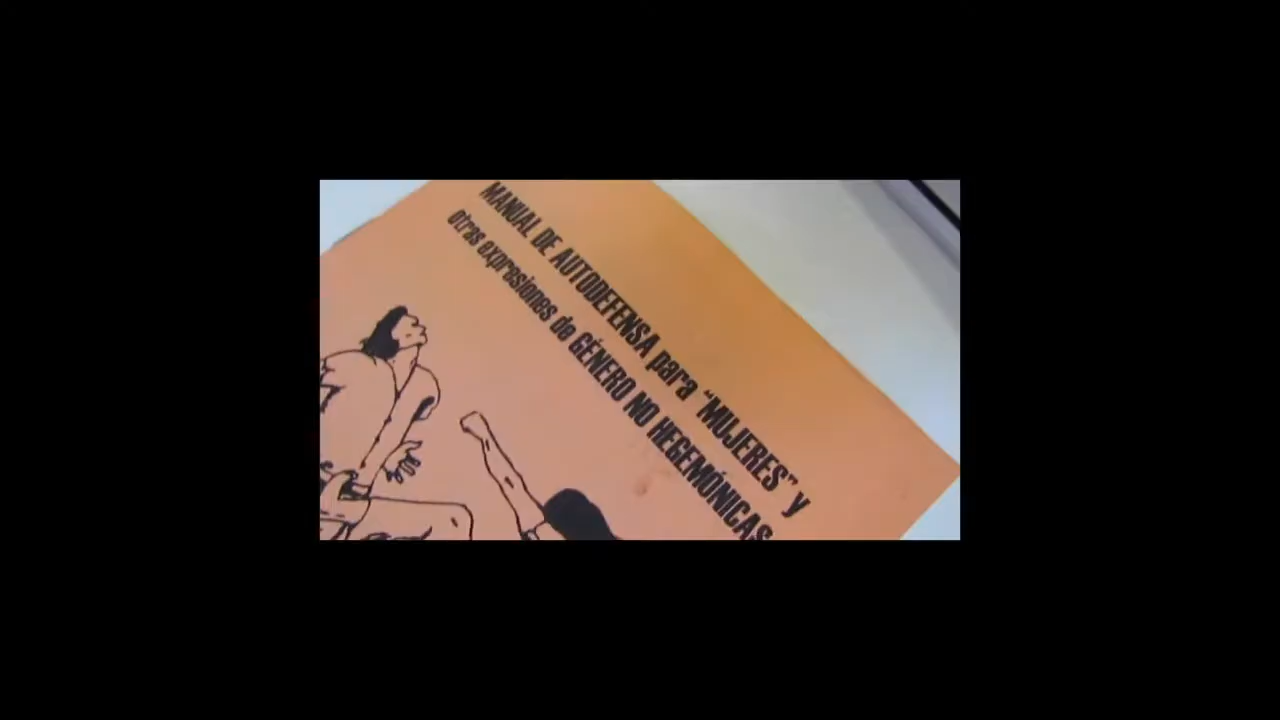 MANUAL DE AUTODEFENSA para "MUJERES" y
otras expresiones de GÉNERO NO HEGEMÓNICAS